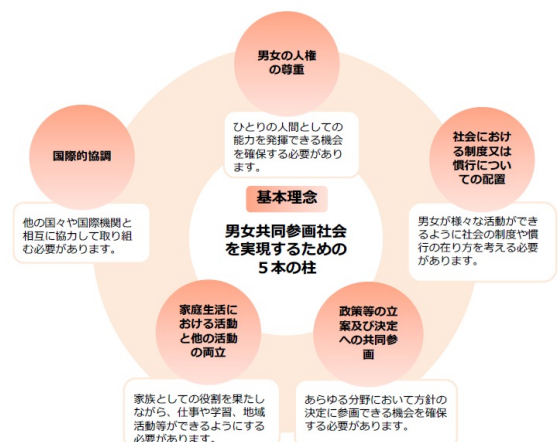 男女の人権
の尊重
ひとりの人間としての
能力を発揮できる機会
を確保する必要があり
ます。
社会におけ
る制度又は
慣行につい
ての配置
男女が様々な活動ができ
るように社会の制度や慣
行の在り方を考える必要
があります。
政策等の立
案及び決定
への共同参
画
あらゆる分野において方針の
決定に参画できる機会を確保
する必要があります。
家庭生活に
おける活動
と他の活動
の両立
家族としての役割を果たし
ながら、仕事や学習、地域
活動等ができるようにする
必要があります。
国際的協調
他の国々や国際機関と
相互に協力して取り組
む必要があります。
基本理念
男女共同参画社会
を実現するための
５本の柱